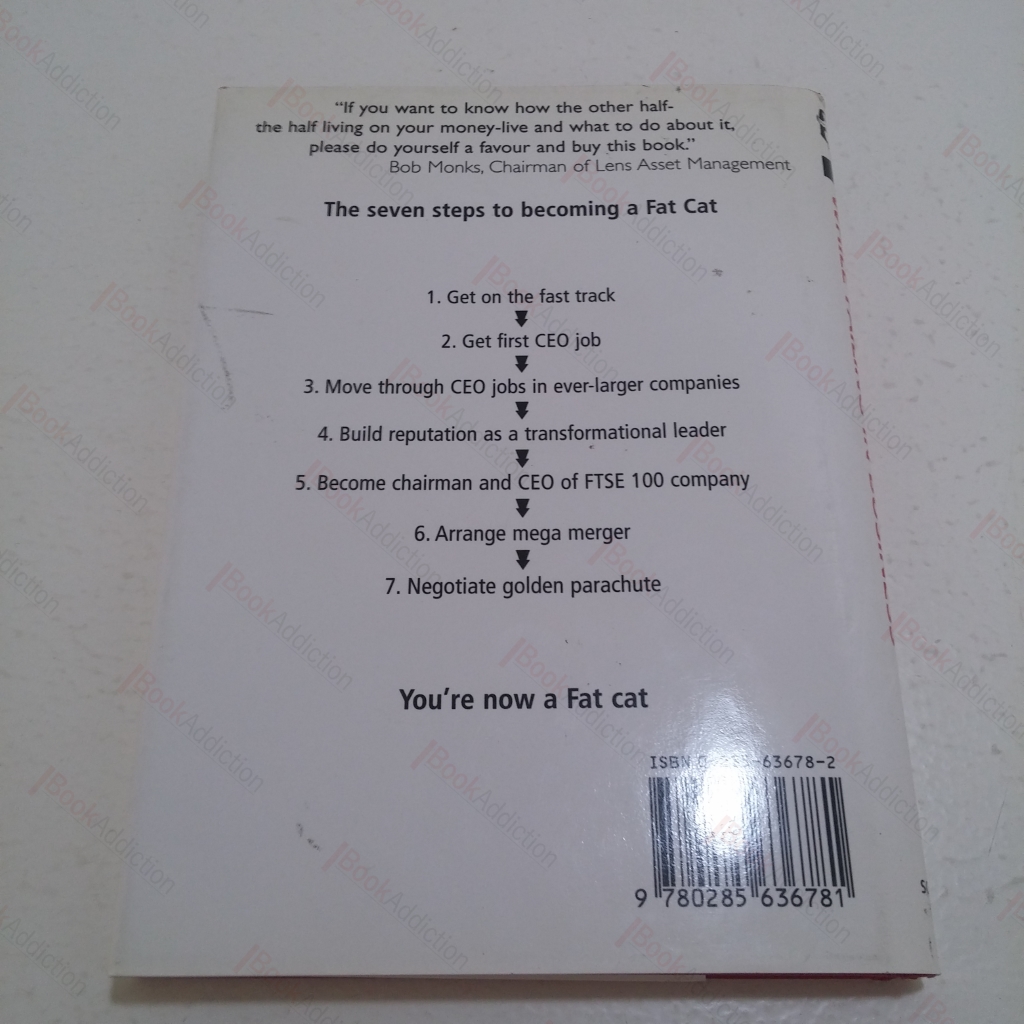 “If you want to know how the other half-
the half living on your money-live and what to do about it,
please do yourself a favour and buy this book.”
Bob Monks, Chairman of Lens Asset Management
The seven steps to becoming a Fat Cat
1. Get on the fast track
2. Get first CEO job
3. Move through CEO jobs in ever-larger companies
4. Build reputation as a transformational leader
5. Become chairman and CEO of FTSE 100 company
6. Arrange mega merger
7. Negotiate golden parachute
You’re now a Fat cat
ISBN 63678-2
9 780285 636781
BookAddiction